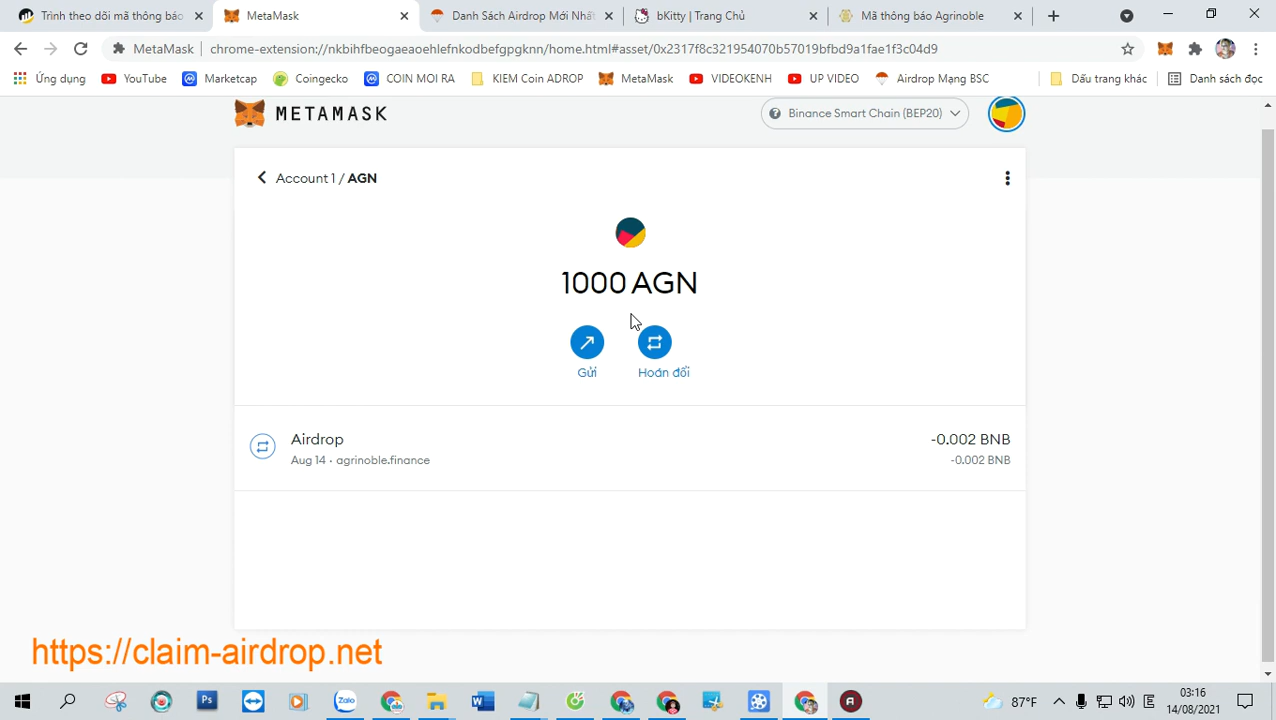 Trình theo dõi mã thông báo
MetaMask
Danh Sách Airdrop Mới Nhất
bKitty | Trang Chủ
Mã thông báo Agrinoble
MetaMask | chrome-extension://nkbihfbeogaeaoehlefnkodbefgpgknn/home.html#asset/0x2317f8c321954070b57019bfbd9a1fae1f3c04d9
Ứng dụng
YouTube
Marketcap
Coingecko
COIN MOI RA
KIEM Coin ADROP
MetaMask
VIDEOKENH
UP VIDEO
Airdrop Mạng BSC
Dấu trang khác
Danh sách đọc
METAMASK
Binance Smart Chain (BEP20)
Account 1 / AGN
1000 AGN
Gửi
Hoán đổi
Airdrop
-0.002 BNB
Aug 14 · agrinoble.finance
-0.002 BNB
https://claim-airdrop.net
Ps
Zalo
87°F
03:16
14/08/2021